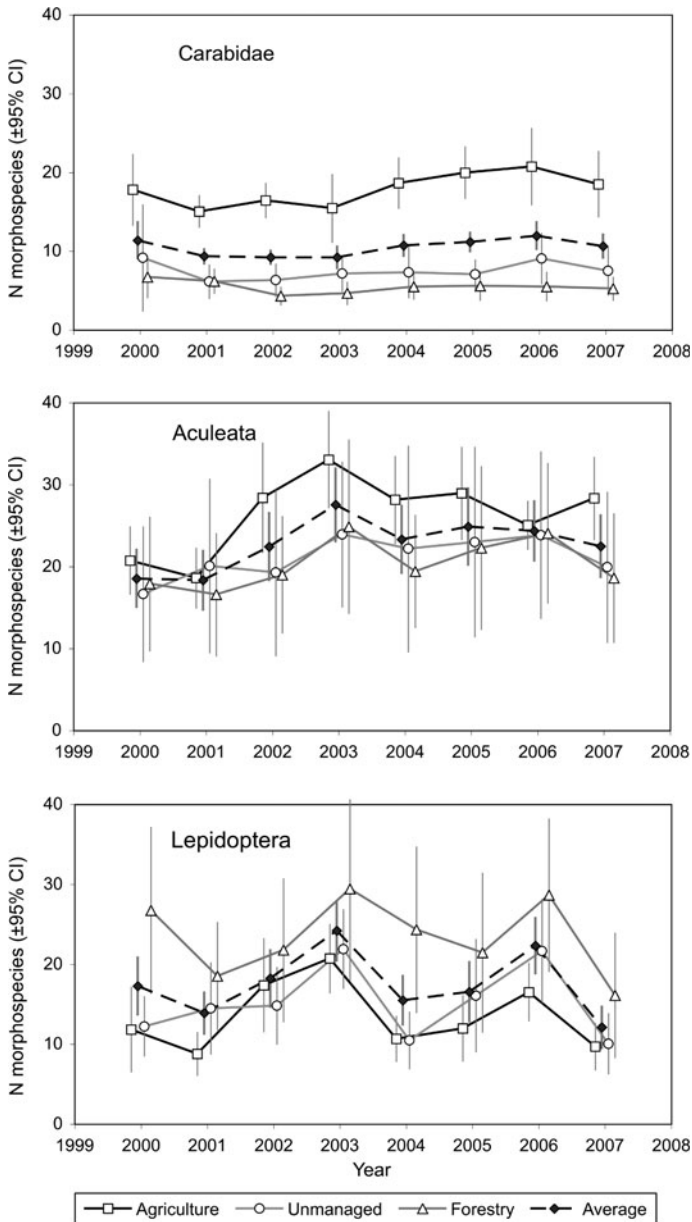 Carabidae
N morphospecies (±95% CI)
40
30
20
10
0
1999 2000 2001 2002 2003 2004 2005 2006 2007 2008
Aculeata
N morphospecies (±95% CI)
40
30
20
10
0
1999 2000 2001 2002 2003 2004 2005 2006 2007 2008
Lepidoptera
N morphospecies (±95% CI)
40
30
20
10
0
1999 2000 2001 2002 2003 2004 2005 2006 2007 2008
Year
Agriculture Unmanaged Forestry Average